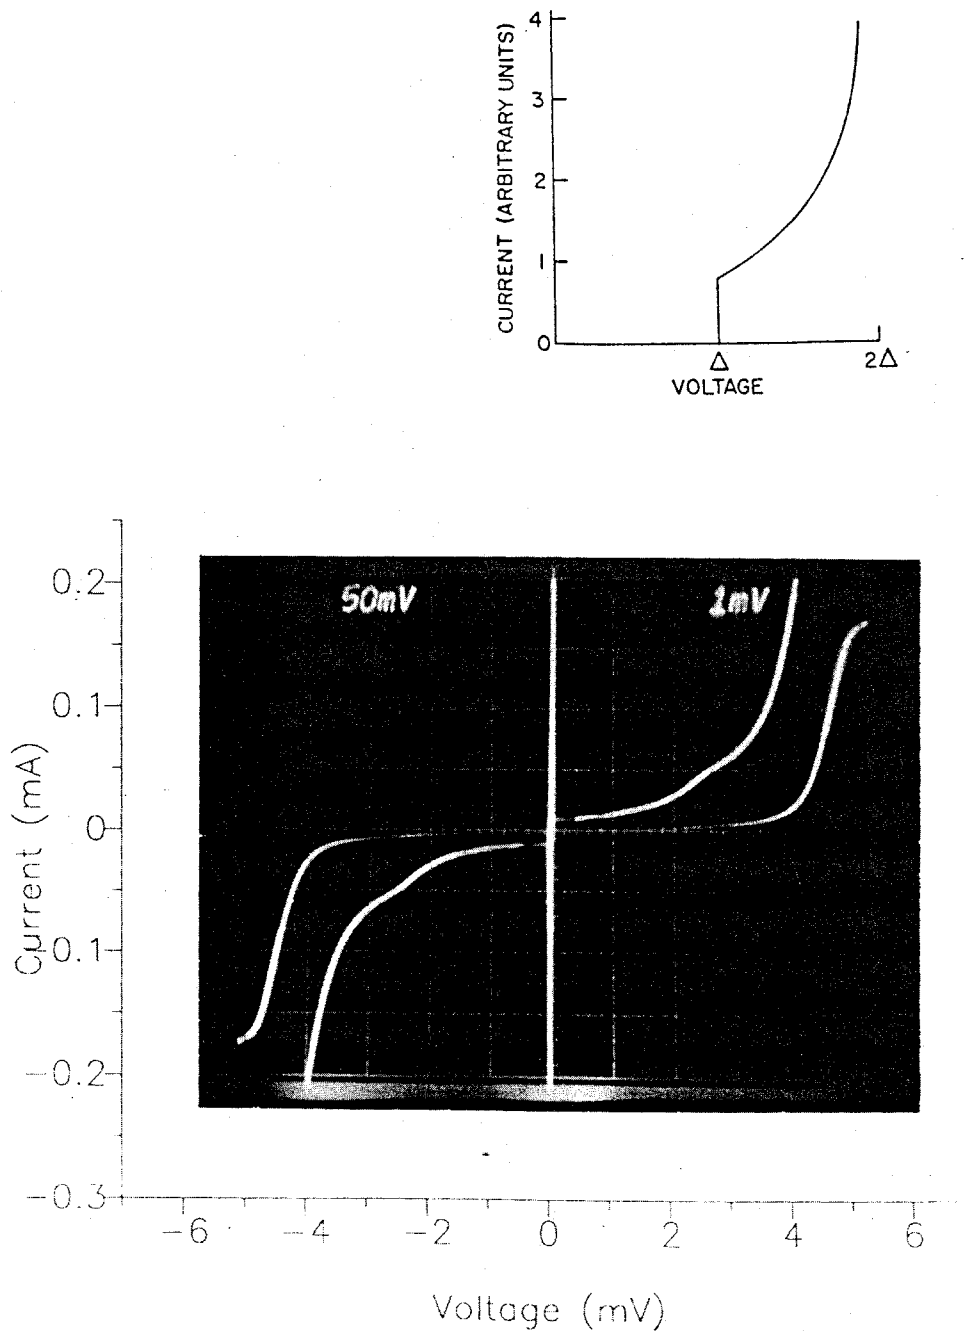 CURRENT (ARBITRARY UNITS)
4
3
2
1
0
Δ
2Δ
VOLTAGE
50mV
1mV
Current (mA)
0.2
0.1
0
-0.1
-0.2
-0.3
-6
-4
-2
0
2
4
6
Voltage (mV)